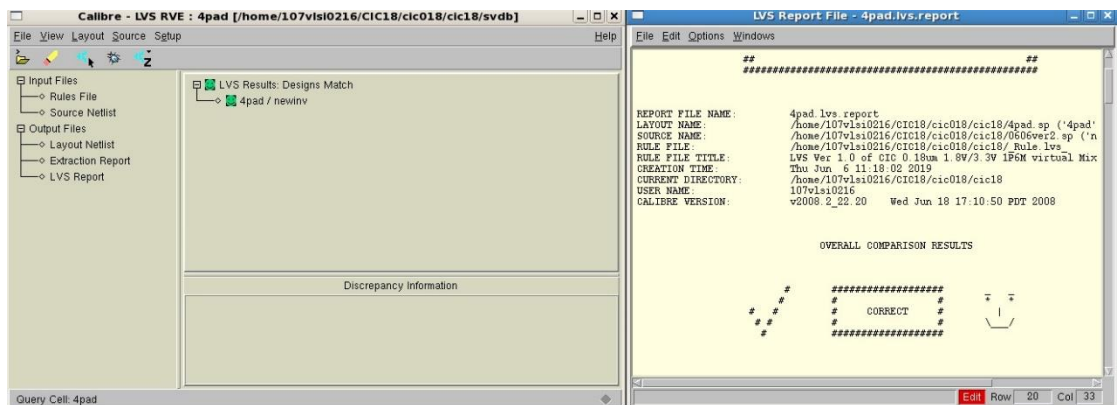 Calibre - LVS RVE : 4pad [/home/107vlsi0216/CIC18/cic018/cic18/svdb]
File View Layout Source Setup Help
Input Files
Rules File
Source Netlist
Output Files
Layout Netlist
Extraction Report
LVS Report
LVS Results: Designs Match
4pad / newinv
Discrepancy Information
Query Cell: 4pad
LVS Report File - 4pad.lvs.report
File Edit Options Windows
## ##
##################################################
REPORT FILE NAME: 4pad.lvs.report
LAYOUT NAME: /home/107vlsi0216/CIC18/cic018/cic18/4pad.sp ('4pad'
SOURCE NAME: /home/107vlsi0216/CIC18/cic018/cic18/0606ver2.sp ('n
RULE FILE: /home/107vlsi0216/CIC18/cic018/cic18/_Rule.lvs_
RULE FILE TITLE: LVS Ver 1.0 of CIC 0.18um 1.8V/3.3V 1P6M virtual Mix
CREATION TIME: Thu Jun 6 11:18:02 2019
CURRENT DIRECTORY: /home/107vlsi0216/CIC18/cic018/cic18
USER NAME: 107vlsi0216
CALIBRE VERSION: v2008.2_22.20 Wed Jun 18 17:10:50 PDT 2008
OVERALL COMPARISON RESULTS
# ################### _ _
# # # * *
# # # CORRECT # |
# # # # \___/
# ###################
Edit Row 20 Col 33